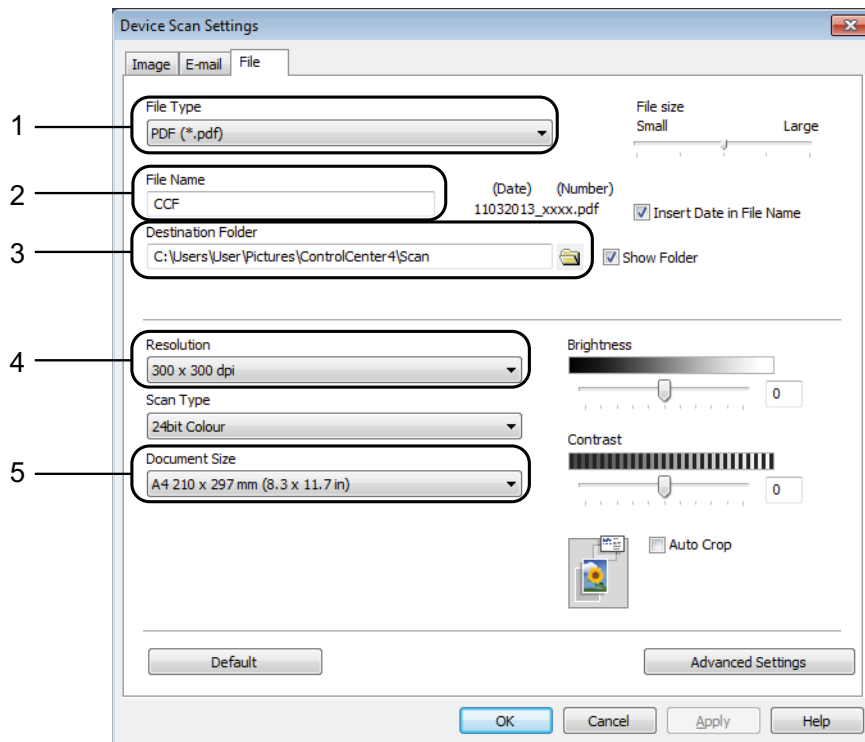 Device Scan Settings
Image E-mail File
1
File Type
PDF (*.pdf)
File size
Small Large
2
File Name
CCF
(Date) (Number)
11032013_xxxx.pdf
Insert Date in File Name
3
Destination Folder
C:\Users\User\Pictures\ControlCenter4\Scan
Show Folder
4
Resolution
300 x 300 dpi
Brightness
0
Scan Type
24bit Colour
Contrast
0
5
Document Size
A4 210 x 297 mm (8.3 x 11.7 in)
Auto Crop
Default Advanced Settings
OK Cancel Apply Help